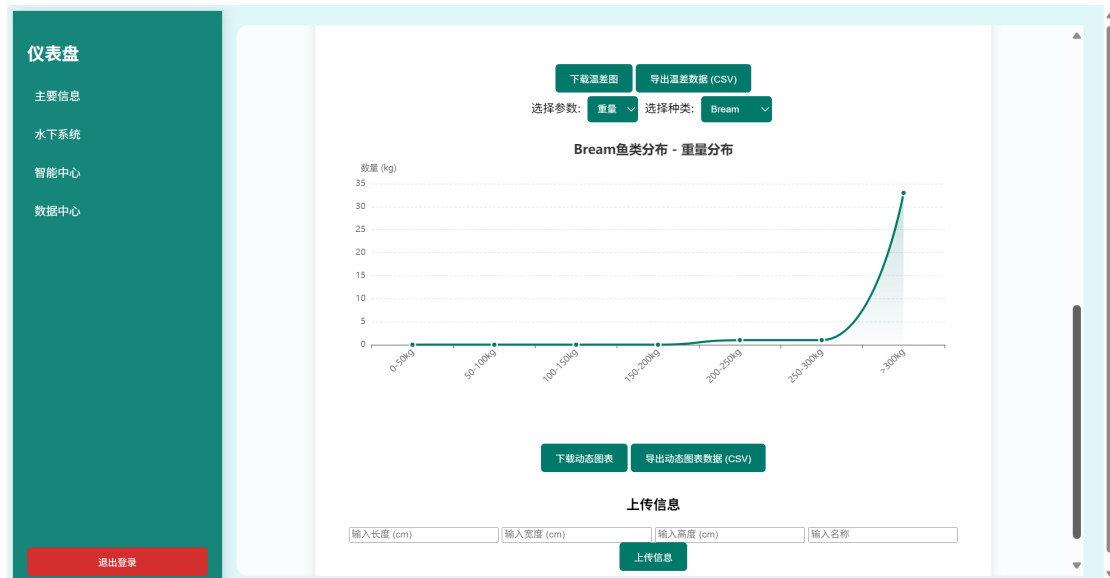 仪表盘
主要信息
水下系统
智能中心
数据中心
退出登录
下载温差图 导出温差数据 (CSV)
选择参数: 重量 选择种类: Bream
Bream鱼类分布 - 重量分布
数量 (kg)
35
30
25
20
15
10
5
0
0-50kg 50-100kg 100-150kg 150-200kg 200-250kg 250-300kg >300kg
下载动态图表 导出动态图表数据 (CSV)
上传信息
输入长度 (cm) 输入宽度 (cm) 输入高度 (cm) 输入名称
上传信息